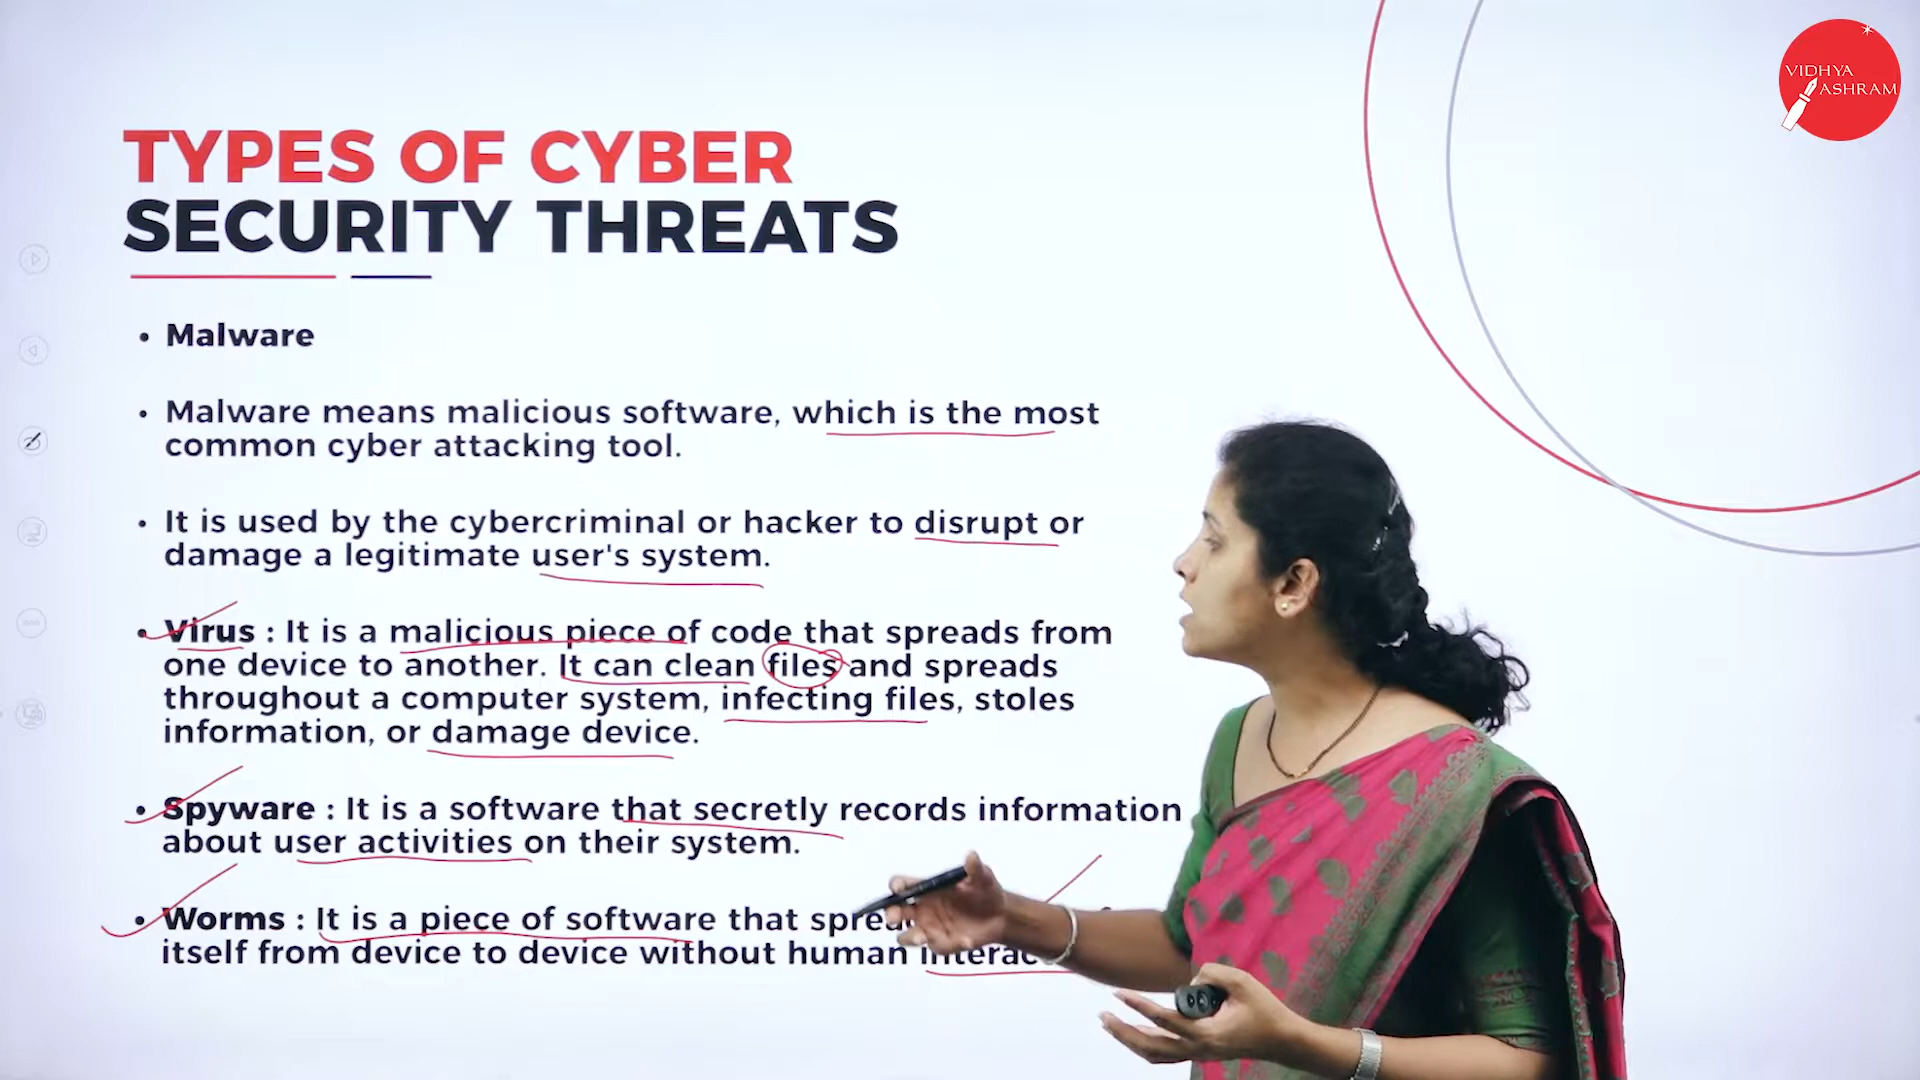 VIDHYA
ASHRAM
TYPES OF CYBER
SECURITY THREATS
• Malware
• Malware means malicious software, which is the most
common cyber attacking tool.
• It is used by the cybercriminal or hacker to disrupt or
damage a legitimate user's system.
• Virus : It is a malicious piece of code that spreads from
one device to another. It can clean files and spreads
throughout a computer system, infecting files, stoles
information, or damage device.
• Spyware : It is a software that secretly records information
about user activities on their system.
• Worms : It is a piece of software that
itself from device to device without human